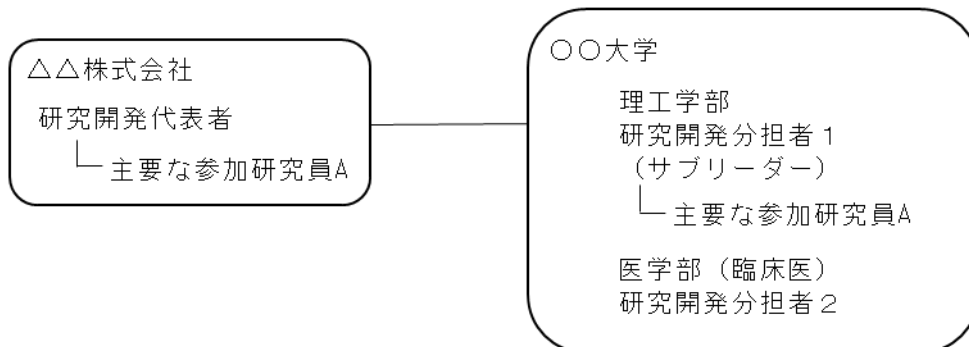 △△株式会社
研究開発代表者
主要な参加研究員A
○○大学
理工学部
研究開発分担者１
（サブリーダー）
主要な参加研究員A
医学部（臨床医）
研究開発分担者２